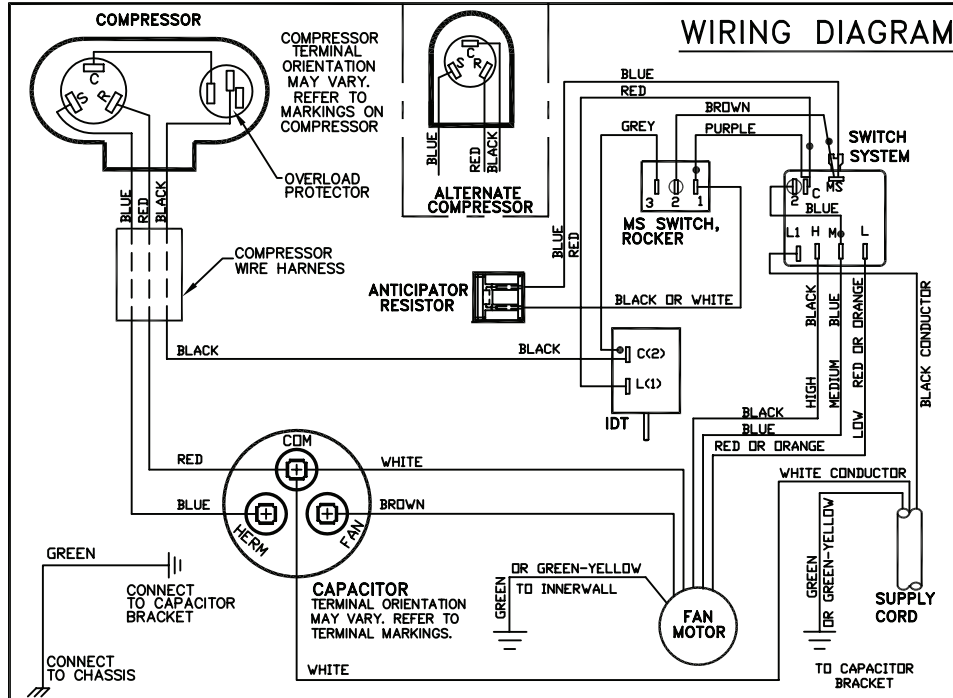 WIRING DIAGRAM
COMPRESSOR
C
S
R
COMPRESSOR
TERMINAL
ORIENTATION
MAY VARY.
REFER TO
MARKINGS ON
COMPRESSOR
OVERLOAD
PROTECTOR
BLUE
RED
BLACK
COMPRESSOR
WIRE HARNESS
C
S
R
BLUE
RED
BLACK
ALTERNATE
COMPRESSOR
BLUE
RED
BROWN
GREY
PURPLE
3 2 1
MS SWITCH,
ROCKER
SWITCH
SYSTEM
2 C MS
BLUE
L1 H M L
BLUE
RED
ANTICIPATOR
RESISTOR
BLACK OR WHITE
BLACK
BLACK
C(2)
L(1)
IDT
BLACK
HIGH
BLUE
MEDIUM
RED OR ORANGE
LOW
BLACK CONDUCTOR
BLACK
BLUE
RED OR ORANGE
COM
RED
WHITE
WHITE CONDUCTOR
BLUE
BROWN
HERM
FAN
GREEN
CONNECT
TO CAPACITOR
BRACKET
CONNECT
TO CHASSIS
CAPACITOR
TERMINAL ORIENTATION
MAY VARY. REFER TO
TERMINAL MARKINGS.
OR GREEN-YELLOW
TO INNERWALL
GREEN
FAN
MOTOR
GREEN
OR GREEN-YELLOW
SUPPLY
CORD
WHITE
TO CAPACITOR
BRACKET